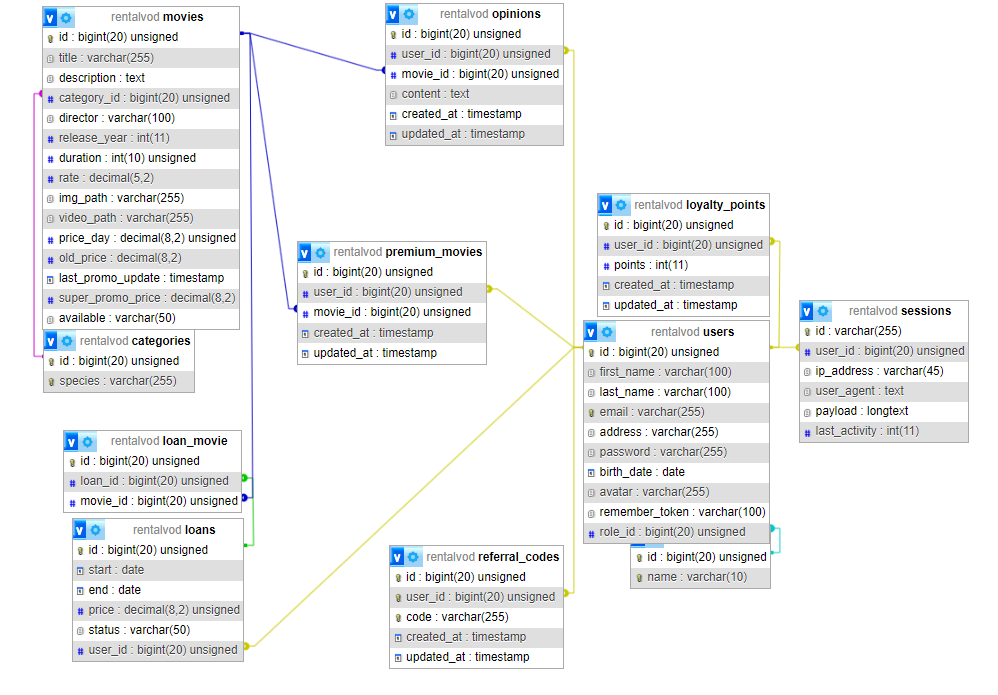 rentalvod movies
id : bigint(20) unsigned
title : varchar(255)
description : text
category_id : bigint(20) unsigned
director : varchar(100)
release_year : int(11)
duration : int(10) unsigned
rate : decimal(5,2)
img_path : varchar(255)
video_path : varchar(255)
price_day : decimal(8,2) unsigned
old_price : decimal(8,2)
last_promo_update : timestamp
super_promo_price : decimal(8,2)
available : varchar(50)
rentalvod categories
id : bigint(20) unsigned
species : varchar(255)
rentalvod loan_movie
id : bigint(20) unsigned
loan_id : bigint(20) unsigned
movie_id : bigint(20) unsigned
rentalvod loans
id : bigint(20) unsigned
start : date
end : date
price : decimal(8,2) unsigned
status : varchar(50)
user_id : bigint(20) unsigned
rentalvod opinions
id : bigint(20) unsigned
user_id : bigint(20) unsigned
movie_id : bigint(20) unsigned
content : text
created_at : timestamp
updated_at : timestamp
rentalvod premium_movies
id : bigint(20) unsigned
user_id : bigint(20) unsigned
movie_id : bigint(20) unsigned
created_at : timestamp
updated_at : timestamp
rentalvod referral_codes
id : bigint(20) unsigned
user_id : bigint(20) unsigned
code : varchar(255)
created_at : timestamp
updated_at : timestamp
rentalvod loyalty_points
id : bigint(20) unsigned
user_id : bigint(20) unsigned
points : int(11)
created_at : timestamp
updated_at : timestamp
rentalvod users
id : bigint(20) unsigned
first_name : varchar(100)
last_name : varchar(100)
email : varchar(255)
address : varchar(255)
password : varchar(255)
birth_date : date
avatar : varchar(255)
remember_token : varchar(100)
role_id : bigint(20) unsigned
id : bigint(20) unsigned
name : varchar(10)
rentalvod sessions
id : varchar(255)
user_id : bigint(20) unsigned
ip_address : varchar(45)
user_agent : text
payload : longtext
last_activity : int(11)